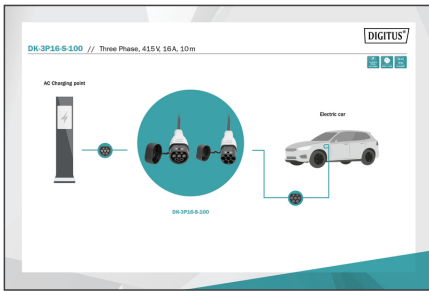 DIGITUS®
DK-3P16-S-100 // Three Phase, 415 V, 16 A, 10 m
AC Charging point
Electric car
DK-3P16-S-100